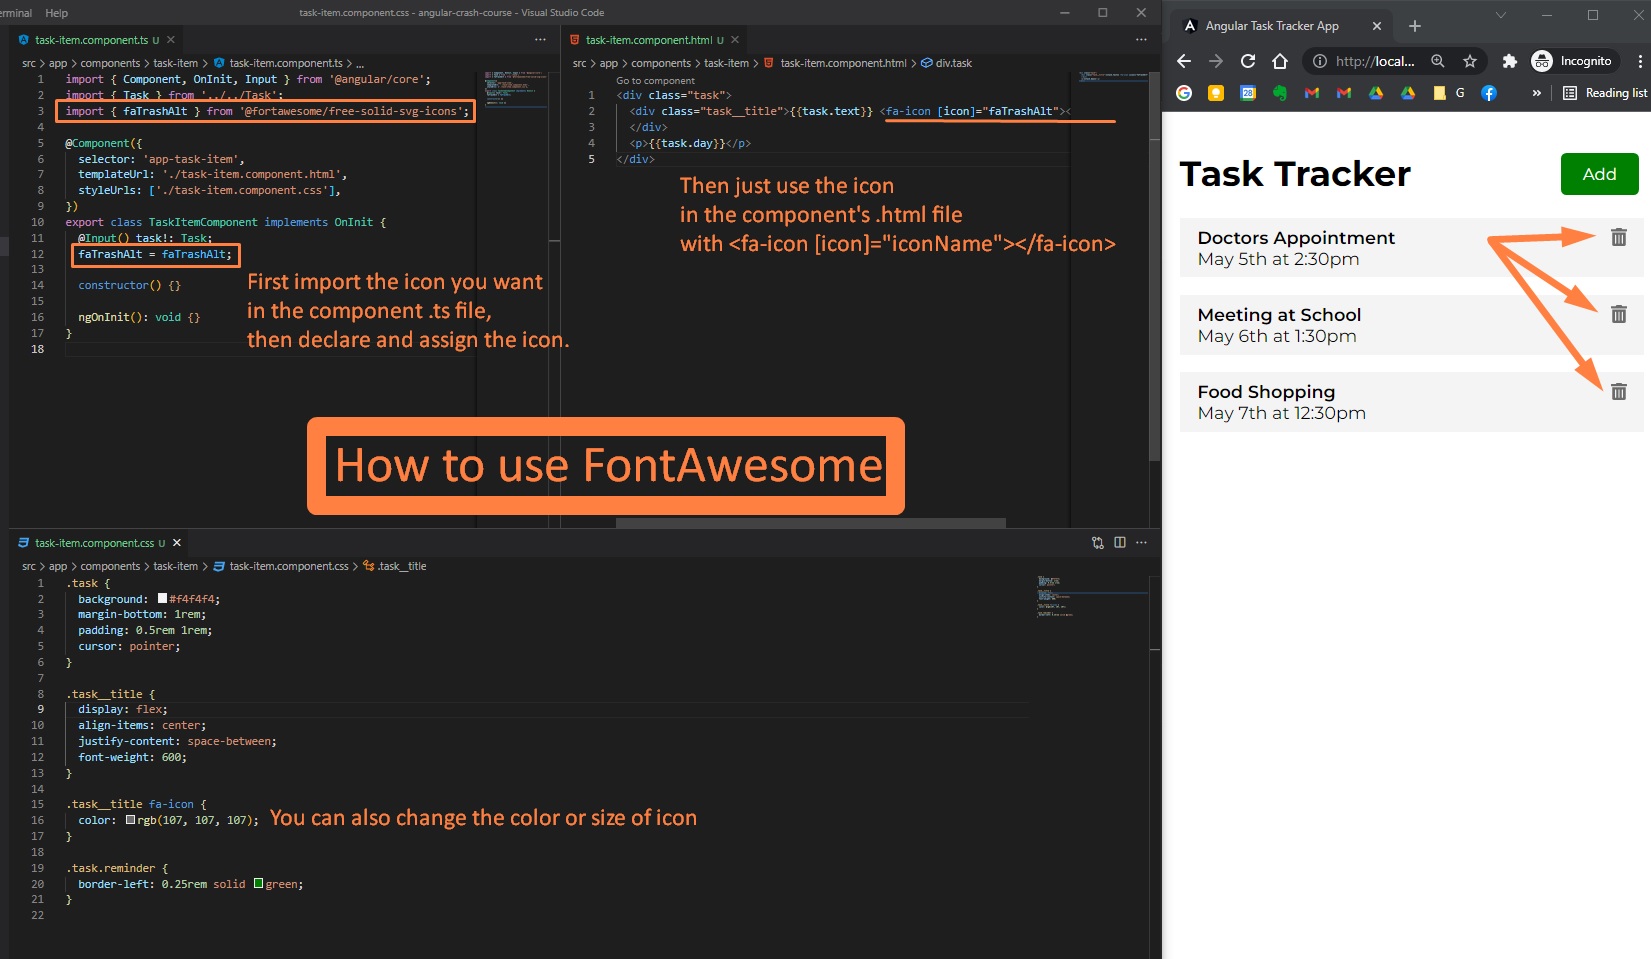 erminal Help
task-item.component.css - angular-crash-course - Visual Studio Code
task-item.component.ts U
src > app > components > task-item > task-item.component.ts > ...
1 import { Component, OnInit, Input } from '@angular/core';
2 import { Task } from '../../Task';
3 import { faTrashAlt } from '@fortawesome/free-solid-svg-icons';
4
5 @Component({
6 selector: 'app-task-item',
7 templateUrl: './task-item.component.html',
8 styleUrls: ['./task-item.component.css'],
9 })
10 export class TaskItemComponent implements OnInit {
11 @Input() task!: Task;
12 faTrashAlt = faTrashAlt;
13
14 constructor() {}
15
16 ngOnInit(): void {}
17 }
18
First import the icon you want
in the component .ts file,
then declare and assign the icon.
task-item.component.html U
src > app > components > task-item > task-item.component.html > div.task
Go to component
1 <div class="task">
2 <div class="task__title">{{task.text}} <fa-icon [icon]="faTrashAlt"><
3 </div>
4 <p>{{task.day}}</p>
5 </div>
Then just use the icon
in the component's .html file
with <fa-icon [icon]="iconName"></fa-icon>
How to use FontAwesome
task-item.component.css U
src > app > components > task-item > task-item.component.css > .task__title
1 .task {
2 background: #f4f4f4;
3 margin-bottom: 1rem;
4 padding: 0.5rem 1rem;
5 cursor: pointer;
6 }
7
8 .task__title {
9 display: flex;
10 align-items: center;
11 justify-content: space-between;
12 font-weight: 600;
13 }
14
15 .task__title fa-icon {
16 color: rgb(107, 107, 107);
17 }
18
19 .task.reminder {
20 border-left: 0.25rem solid green;
21 }
22
You can also change the color or size of icon
Angular Task Tracker App
http://local...
Incognito
28
G
» Reading list
Task Tracker
Add
Doctors Appointment
May 5th at 2:30pm
Meeting at School
May 6th at 1:30pm
Food Shopping
May 7th at 12:30pm